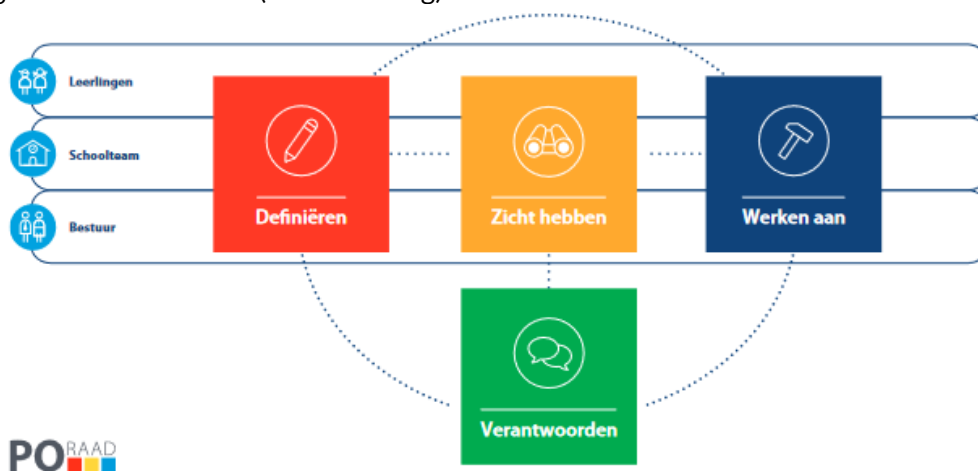 Leerlingen
Schoolteam
Bestuur
Definiëren
Zicht hebben
Werken aan
Verantwoorden
PO RAAD